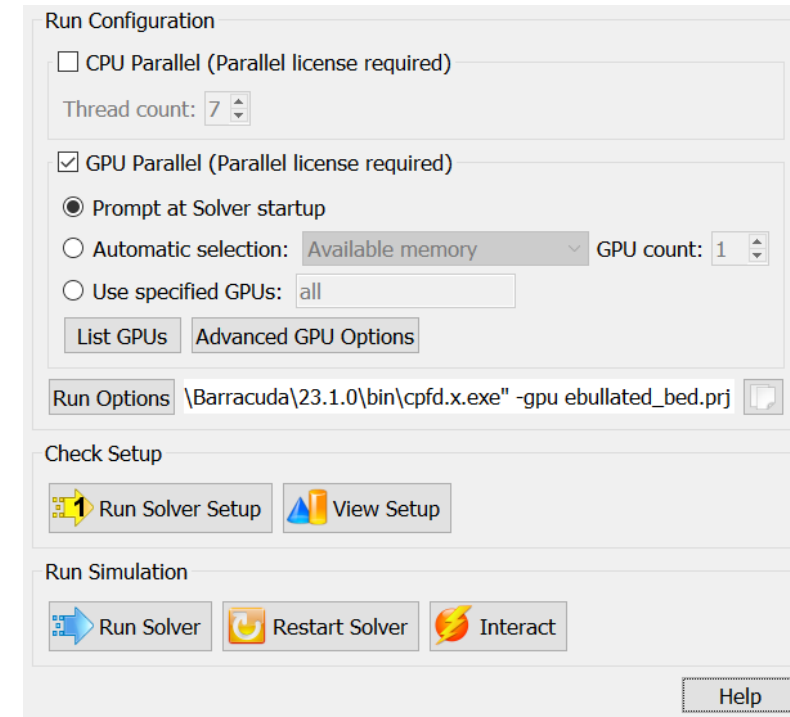 Run Configuration
CPU Parallel (Parallel license required)
Thread count: 7
GPU Parallel (Parallel license required)
Prompt at Solver startup
Automatic selection: Available memory GPU count: 1
Use specified GPUs: all
List GPUs Advanced GPU Options
Run Options \Barracuda\23.1.0\bin\cpfd.x.exe" -gpu ebullated_bed.prj
Check Setup
1 Run Solver Setup View Setup
Run Simulation
Run Solver Restart Solver Interact
Help